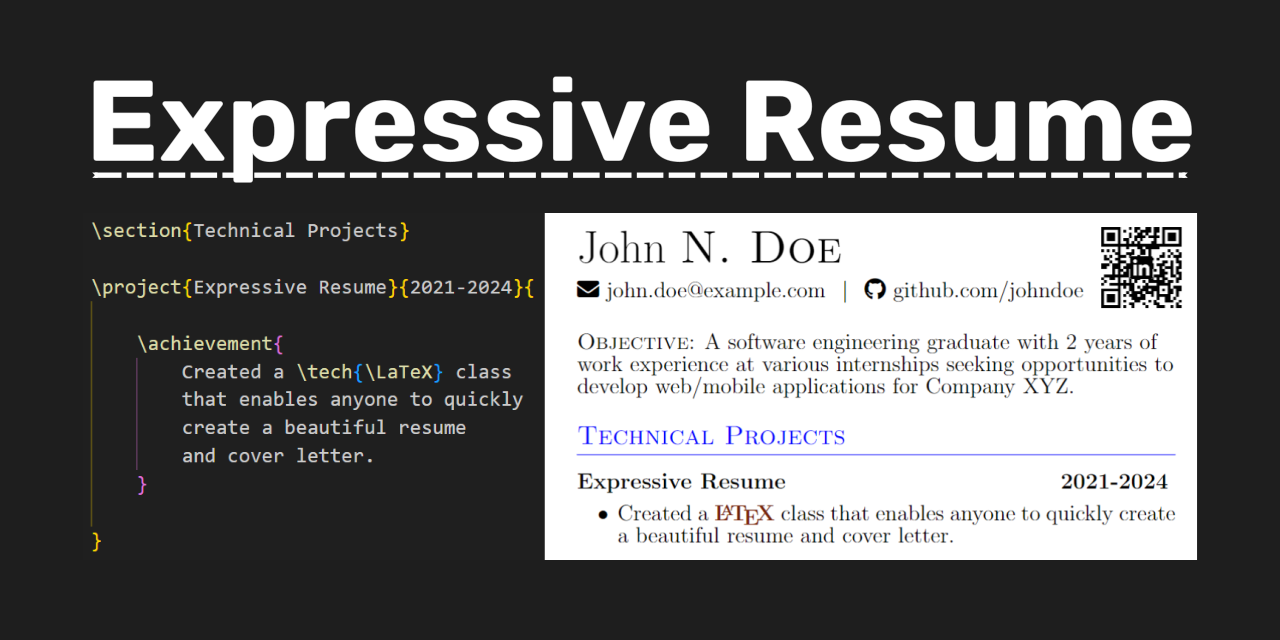 Expressive Resume
\section{Technical Projects}
\project{Expressive Resume}{2021-2024}{
\achievement{
Created a \tech{\LaTeX} class
that enables anyone to quickly
create a beautiful resume
and cover letter.
}
}
John N. Doe
john.doe@example.com | github.com/johndoe
Objective: A software engineering graduate with 2 years of
work experience at various internships seeking opportunities to
develop web/mobile applications for Company XYZ.
Technical Projects
Expressive Resume 2021-2024
• Created a LaTeX class that enables anyone to quickly create
a beautiful resume and cover letter.